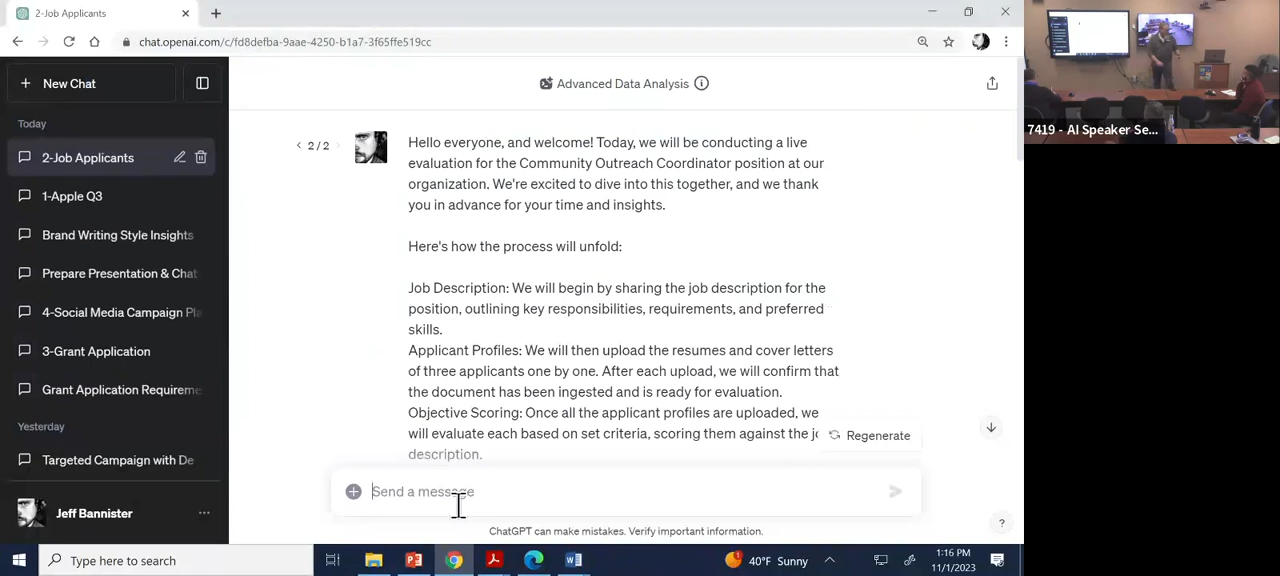 2-Job Applicants
chat.openai.com/c/fd8defba-9aae-4250-b1b1-3f65ffe519cc
New Chat
Today
2-Job Applicants
1-Apple Q3
Brand Writing Style Insights
Prepare Presentation & Chat
4-Social Media Campaign Pla
3-Grant Application
Grant Application Requireme
Yesterday
Targeted Campaign with De
Jeff Bannister
Advanced Data Analysis
2 / 2
Hello everyone, and welcome! Today, we will be conducting a live
evaluation for the Community Outreach Coordinator position at our
organization. We're excited to dive into this together, and we thank
you in advance for your time and insights.
Here's how the process will unfold:
Job Description: We will begin by sharing the job description for the
position, outlining key responsibilities, requirements, and preferred
skills.
Applicant Profiles: We will then upload the resumes and cover letters
of three applicants one by one. After each upload, we will confirm that
the document has been ingested and is ready for evaluation.
Objective Scoring: Once all the applicant profiles are uploaded, we
will evaluate each based on set criteria, scoring them against the jo
description.
Regenerate
Send a message
ChatGPT can make mistakes. Verify important information.
?
7419 - AI Speaker Se...
Type here to search
40°F Sunny
1:16 PM
11/1/2023